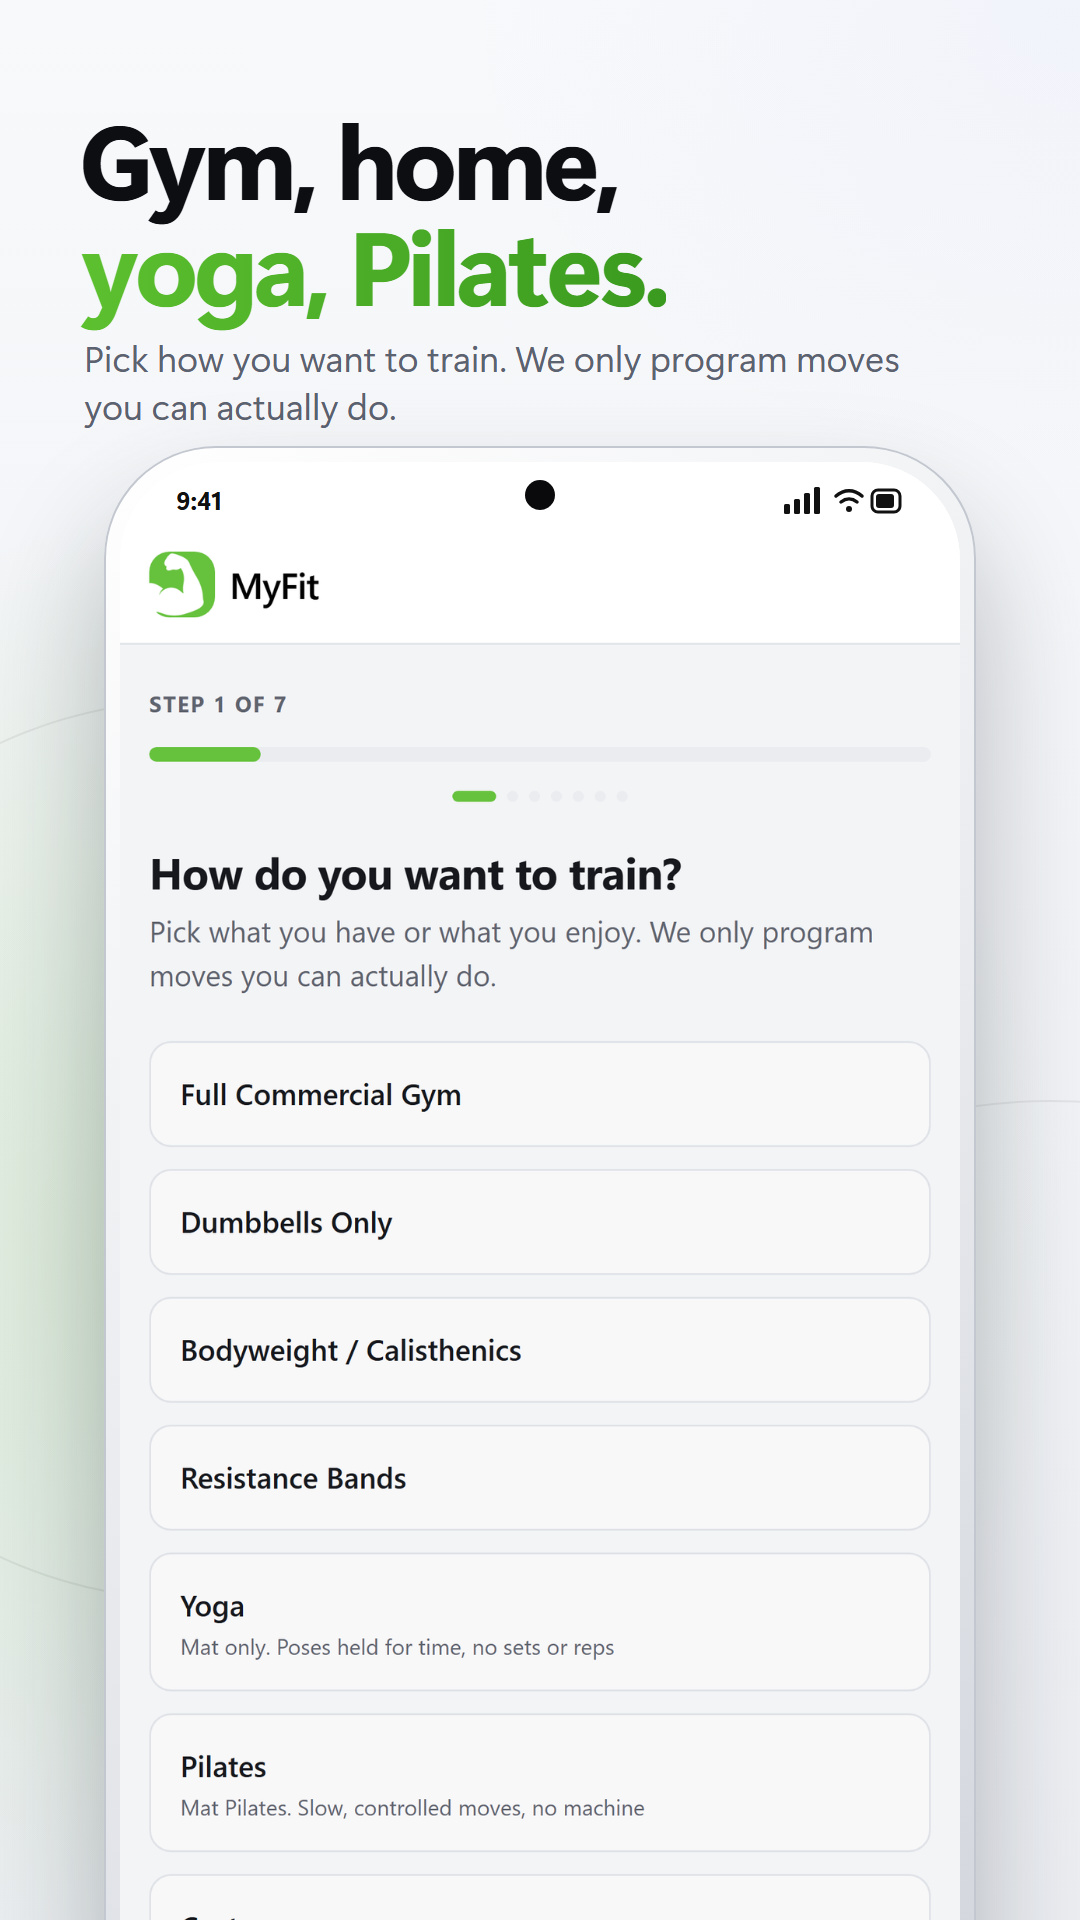 Gym, home,
yoga, Pilates.
Pick how you want to train. We only program moves
you can actually do.
9:41
MyFit
STEP 1 OF 7
How do you want to train?
Pick what you have or what you enjoy. We only program
moves you can actually do.
Full Commercial Gym
Dumbbells Only
Bodyweight / Calisthenics
Resistance Bands
Yoga
Mat only. Poses held for time, no sets or reps
Pilates
Mat Pilates. Slow, controlled moves, no machine